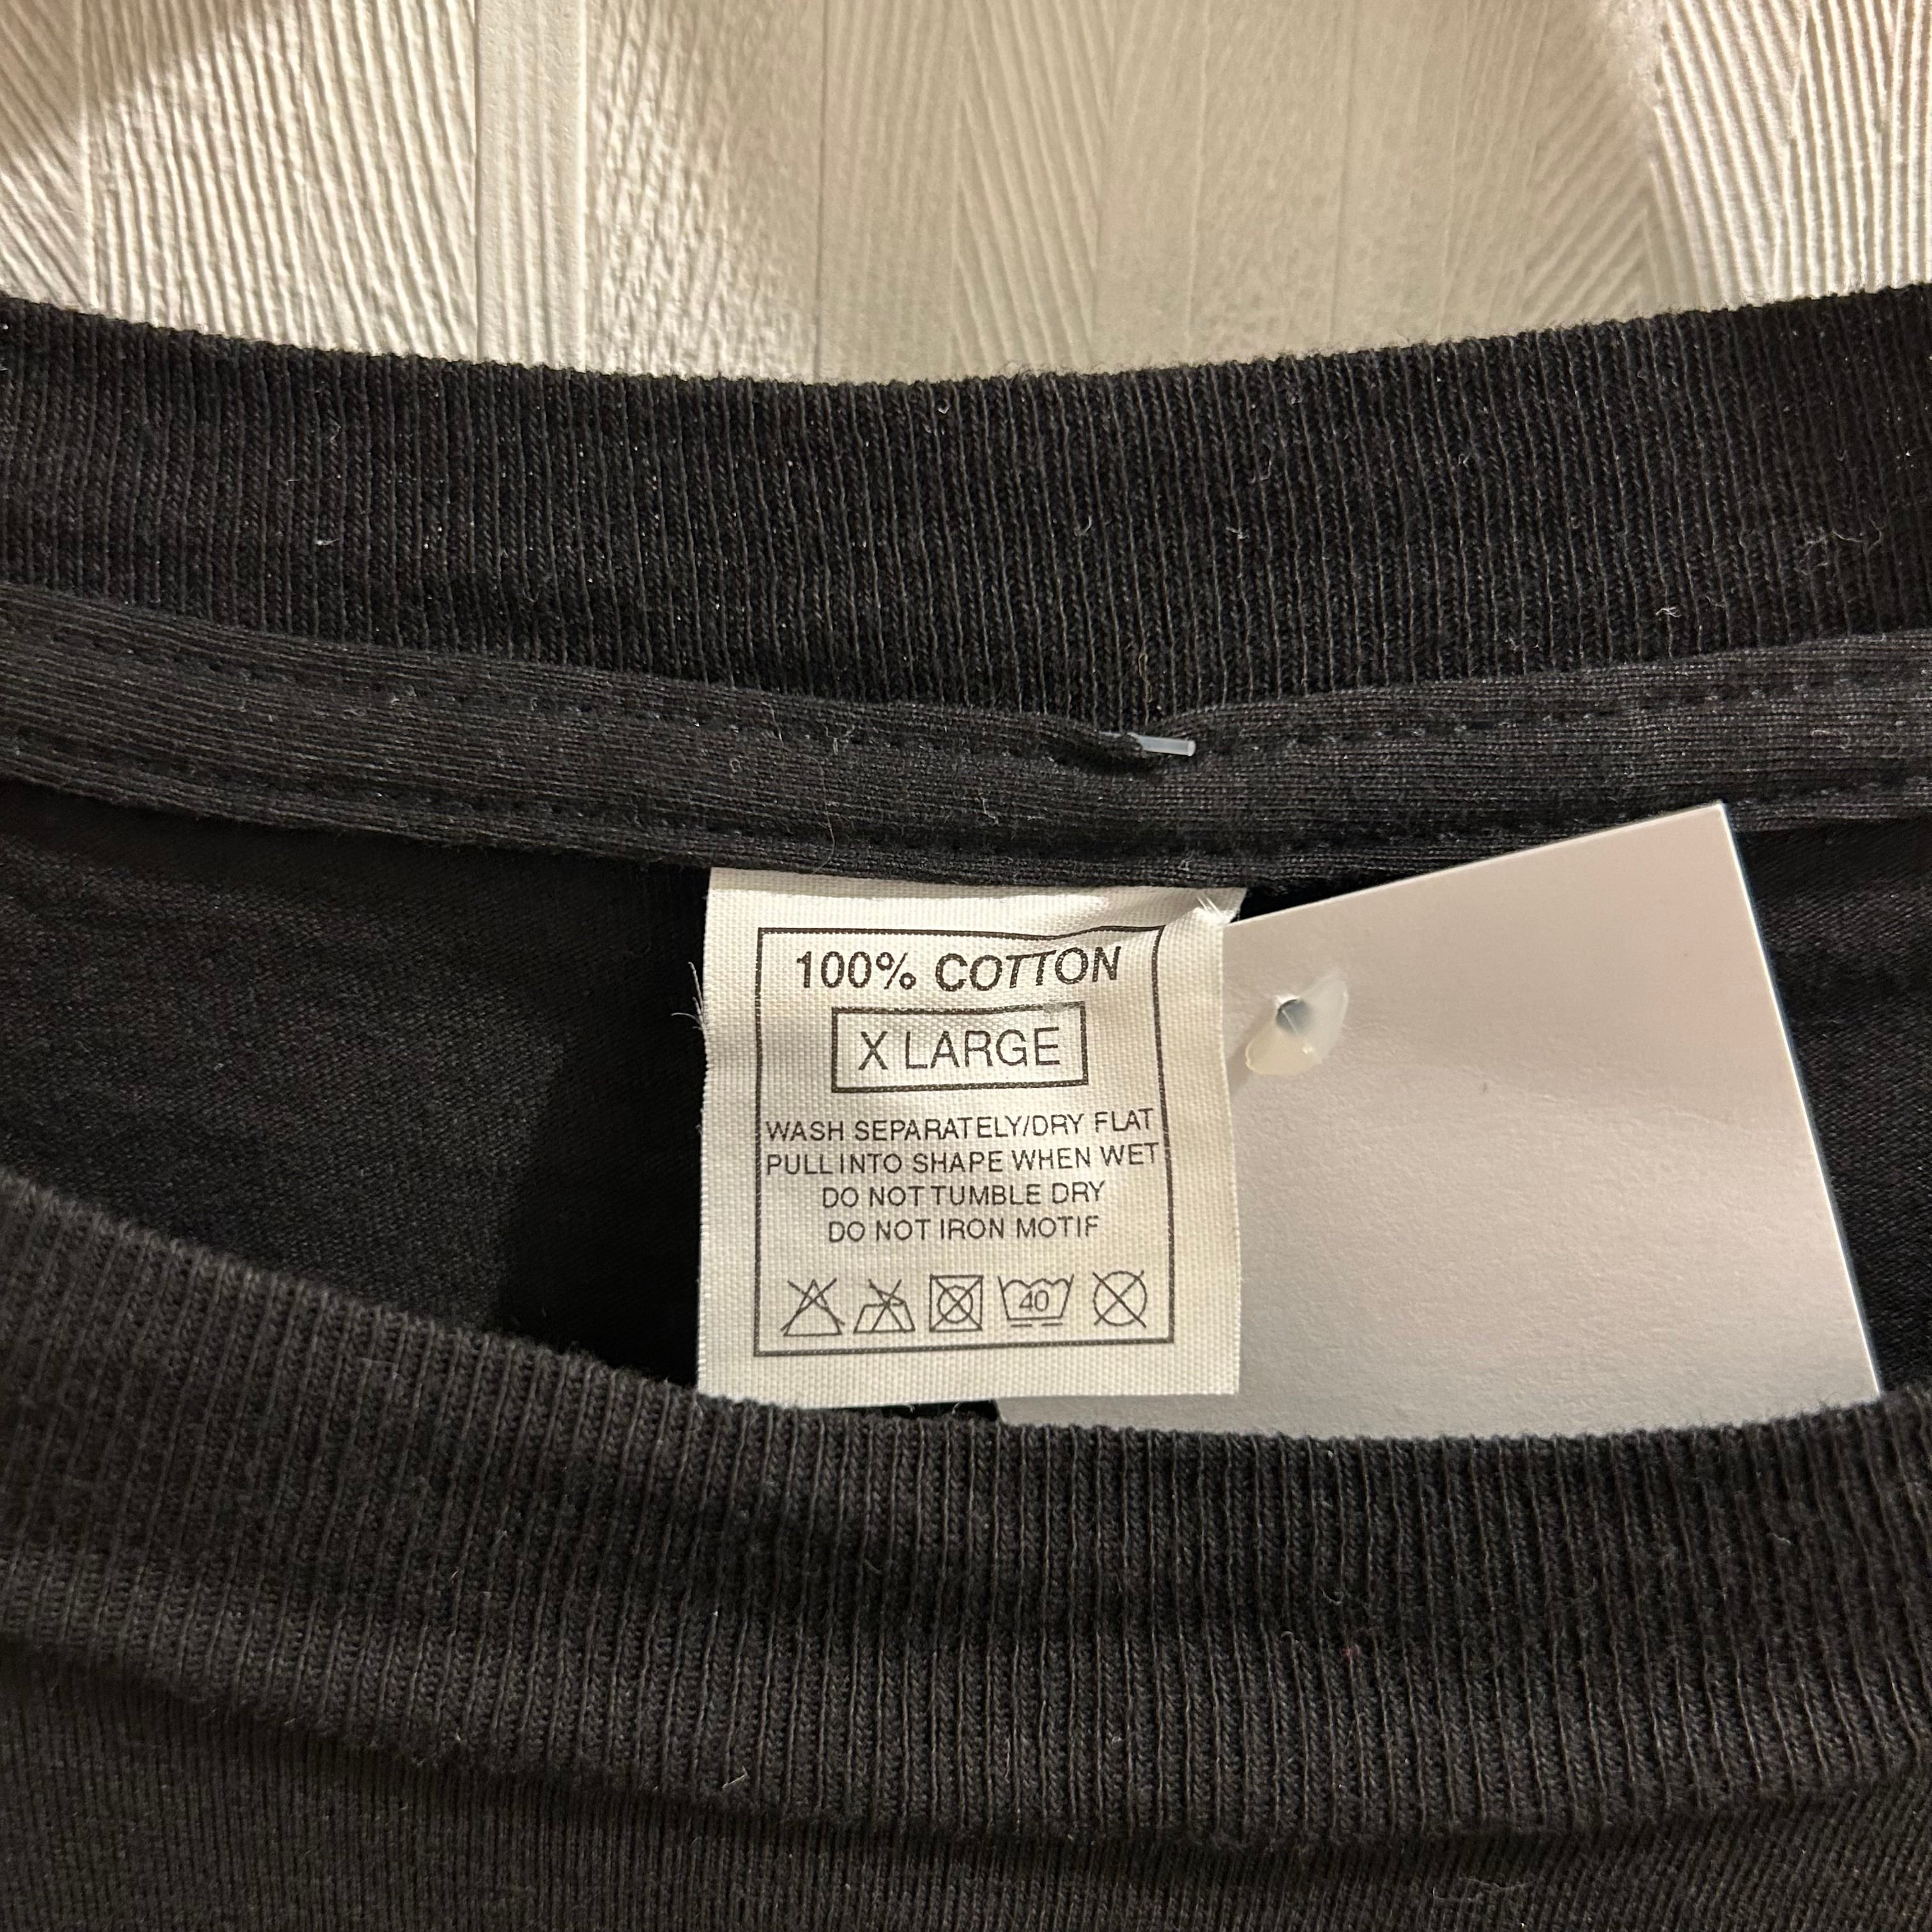 100% COTTON
X LARGE
WASH SEPARATELY/DRY FLAT
PULL INTO SHAPE WHEN WET
DO NOT TUMBLE DRY
DO NOT IRON MOTIF
40